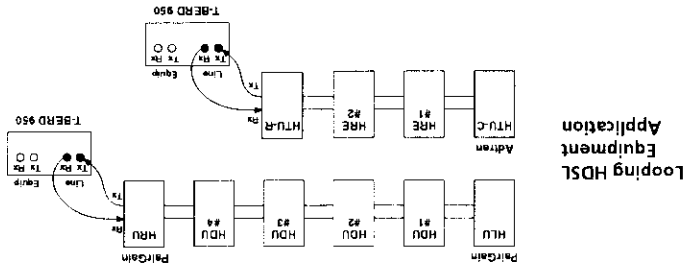 Looping HDSL
Equipment
Application
PairGain
PairGain
HLU
HDU
#1
HDU
#2
HDU
#3
HDU
#4
HRU
Rx
Tx
Line
Equip
Tx Rx
Tx Rx
T-BERD 950
Adtran
HTU-C
HRE
#1
HRE
#2
HTU-R
Rx
Tx
Line
Equip
Tx Rx
Tx Rx
T-BERD 950